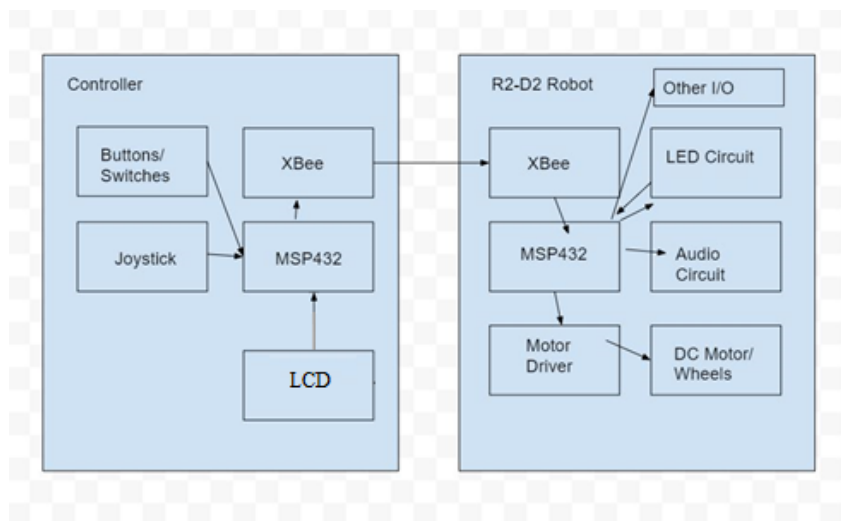 Controller
Buttons/
Switches
XBee
Joystick
MSP432
LCD
R2-D2 Robot
Other I/O
XBee
LED Circuit
MSP432
Audio
Circuit
Motor
Driver
DC Motor/
Wheels